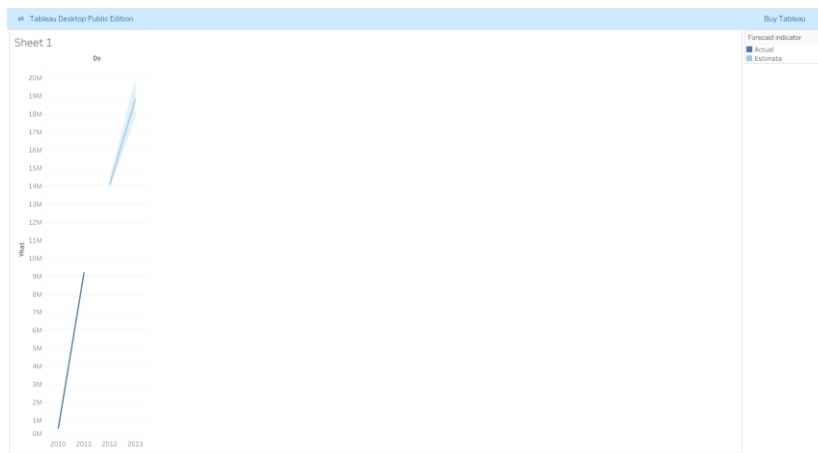 Tableau Desktop Public Edition
Buy Tableau
Sheet 1
Ds
Yhat
20M
19M
18M
17M
16M
15M
14M
13M
12M
11M
10M
9M
8M
7M
6M
5M
4M
3M
2M
1M
0M
2010 2011 2012 2013
Forecast indicator
Actual
Estimata